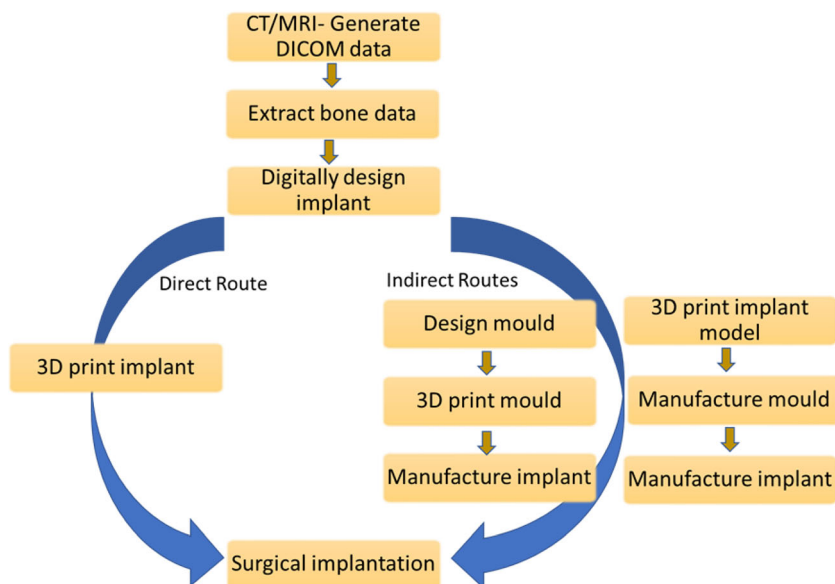 CT/MRI- Generate
DICOM data
Extract bone data
Digitally design
implant
Direct Route
Indirect Routes
3D print implant
Design mould
3D print mould
Manufacture implant
3D print implant
model
Manufacture mould
Manufacture implant
Surgical implantation